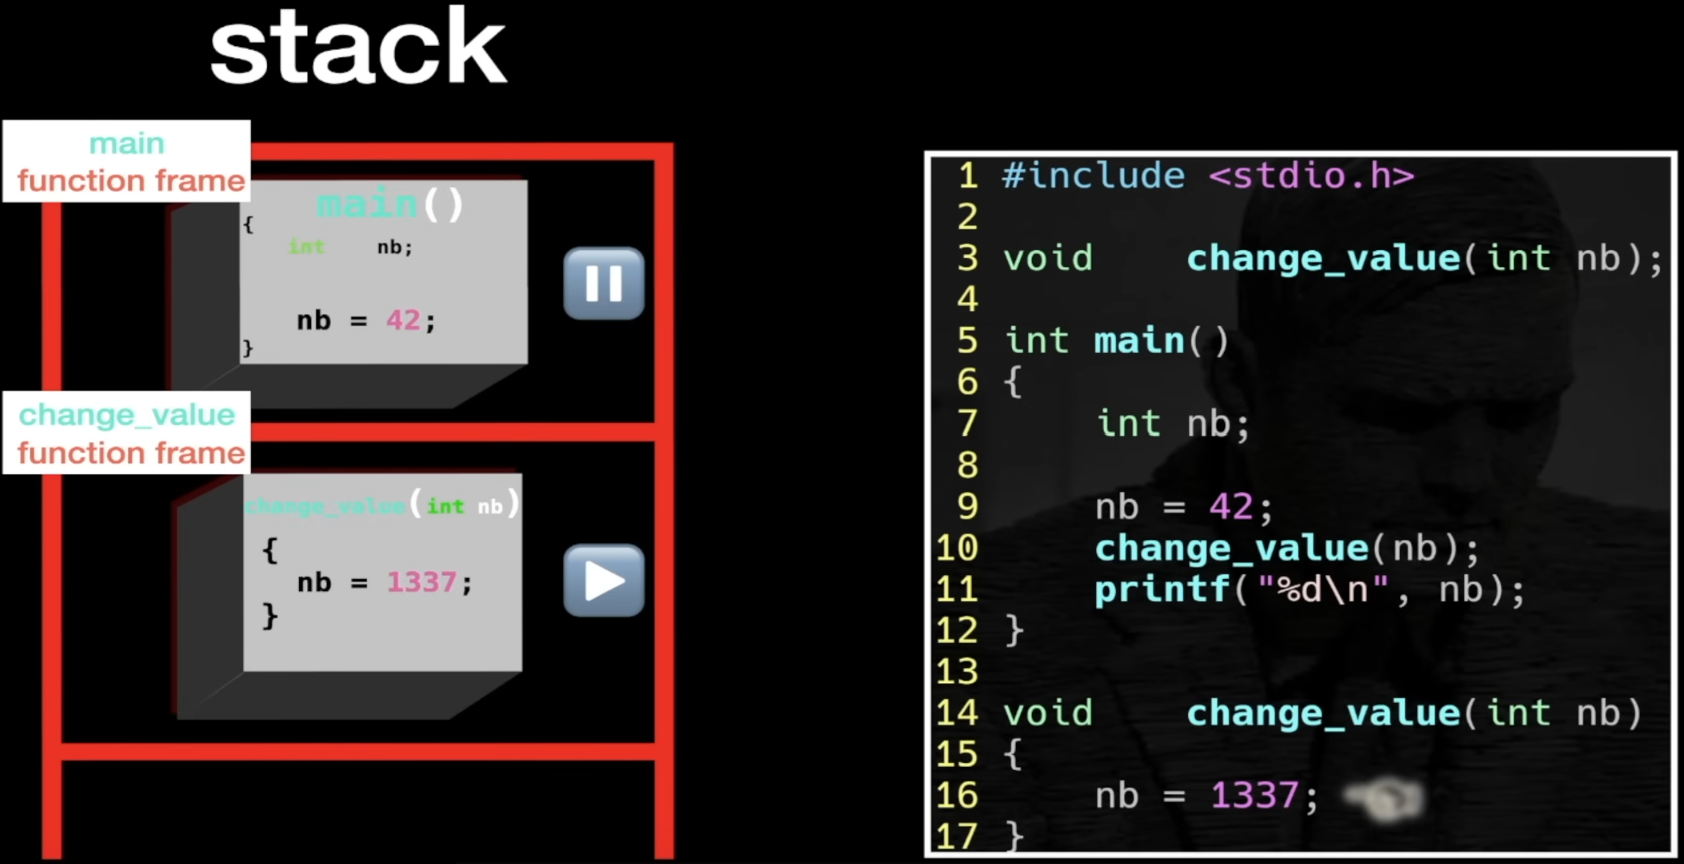 stack
main
function frame
main()
{
int nb;
nb = 42;
}
change_value
function frame
change_value(int nb)
{
nb = 1337;
}
1 #include <stdio.h>
2
3 void change_value(int nb);
4
5 int main()
6 {
7 int nb;
8
9 nb = 42;
10 change_value(nb);
11 printf("%d\n", nb);
12 }
13
14 void change_value(int nb)
15 {
16 nb = 1337;
17 }